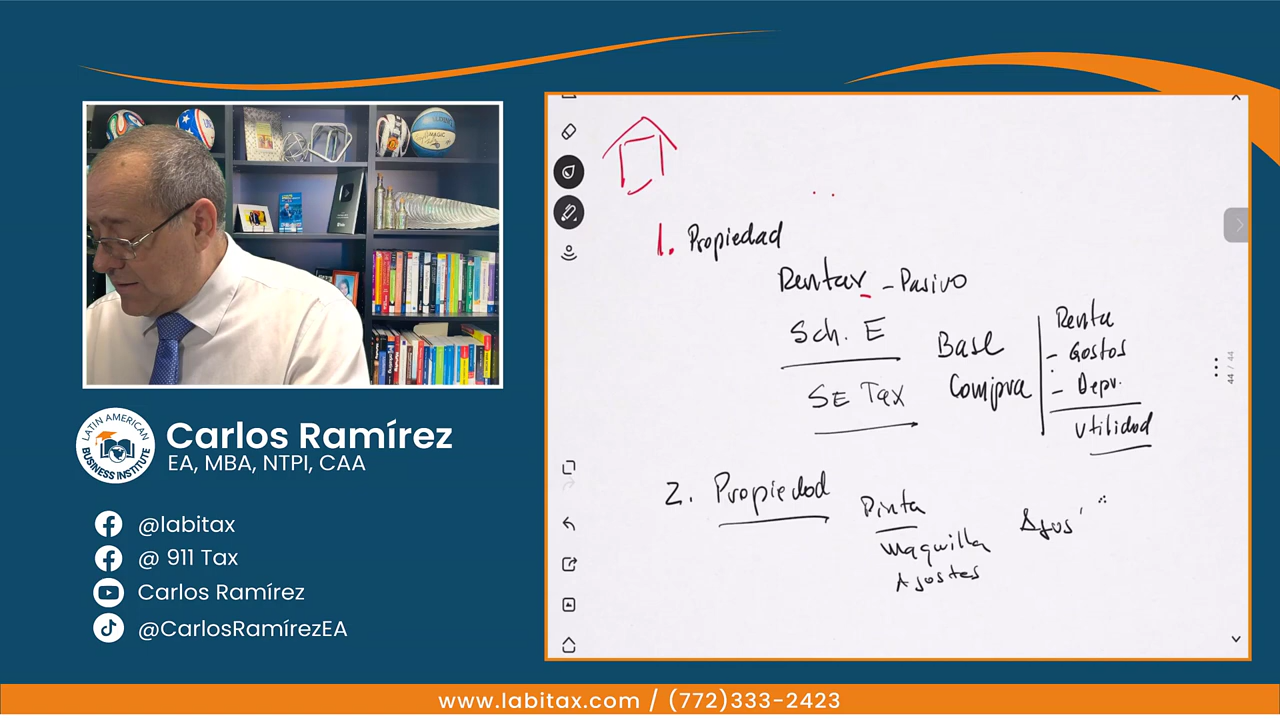 LATIN AMERICAN
BUSINESS INSTITUTE
Carlos Ramírez
EA, MBA, NTPI, CAA
@labitax
@ 911 Tax
Carlos Ramírez
@CarlosRamírezEA
1. Propiedad
Rentar - Pasivo
Sch. E
SE Tax
Base
Compra
Renta
- Gastos
- Depr.
Utilidad
2. Propiedad
Pinta
Maquilla
Ajustes
44 / 44
SPALDING
MAGIC
www.labitax.com / (772)333-2423